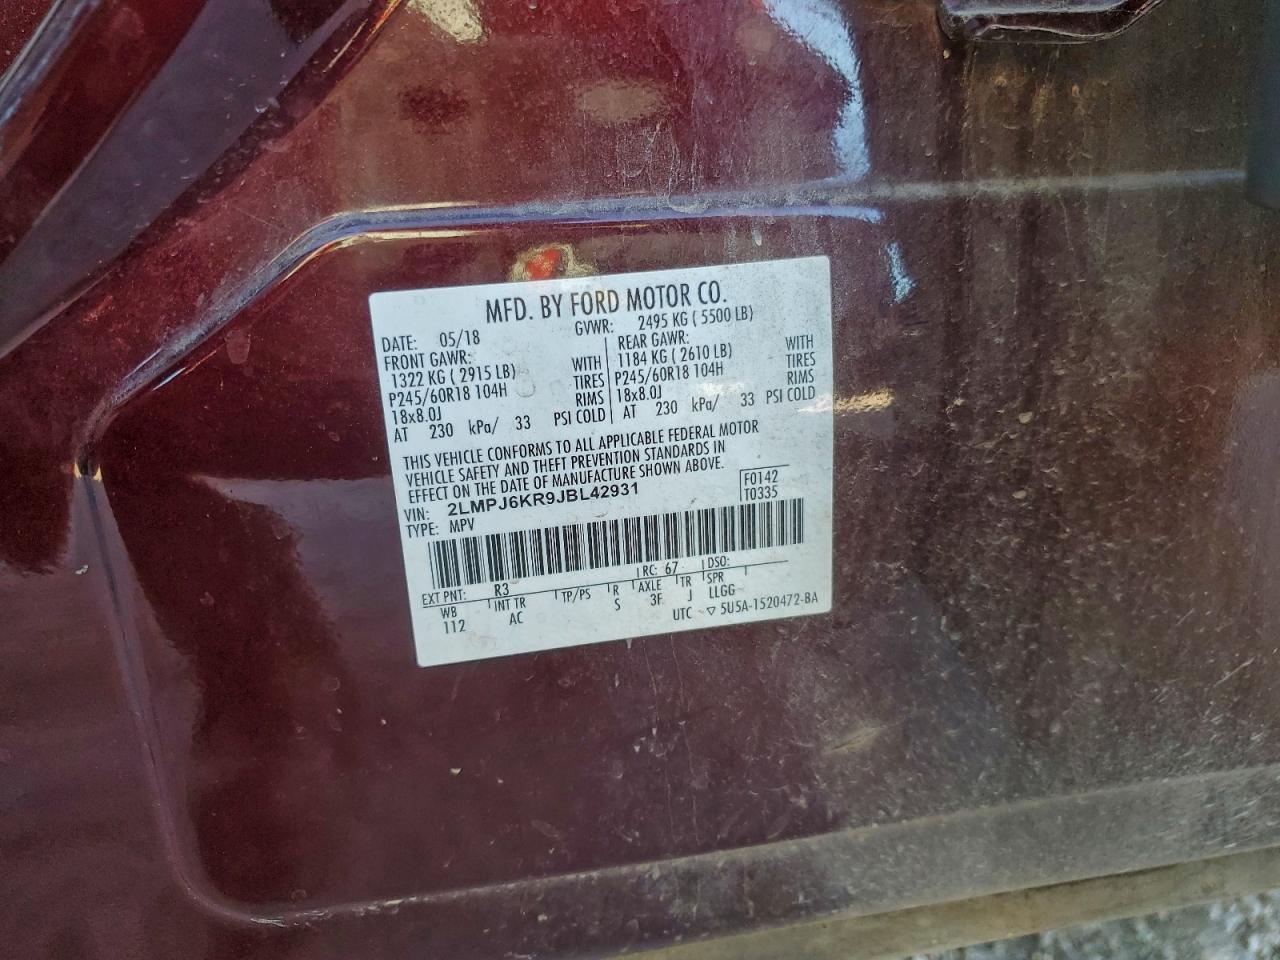 MFD. BY FORD MOTOR CO.
DATE: 05/18 GVWR: 2495 KG ( 5500 LB)
FRONT GAWR: REAR GAWR:
1322 KG ( 2915 LB) WITH 1184 KG ( 2610 LB) WITH
P245/60R18 104H TIRES P245/60R18 104H TIRES
18x8.0J RIMS 18x8.0J RIMS
AT 230 kPa/ 33 PSI COLD AT 230 kPa/ 33 PSI COLD
THIS VEHICLE CONFORMS TO ALL APPLICABLE FEDERAL MOTOR
VEHICLE SAFETY AND THEFT PREVENTION STANDARDS IN
EFFECT ON THE DATE OF MANUFACTURE SHOWN ABOVE.
VIN: 2LMPJ6KR9JBL42931 F0142
TYPE: MPV T0335
EXT PNT: R3 RC: 67 DSO:
WB INT TR TP/PS R AXLE TR SPR
112 AC S 3F J LLGG
UTC ▽ 5U5A-1520472-BA